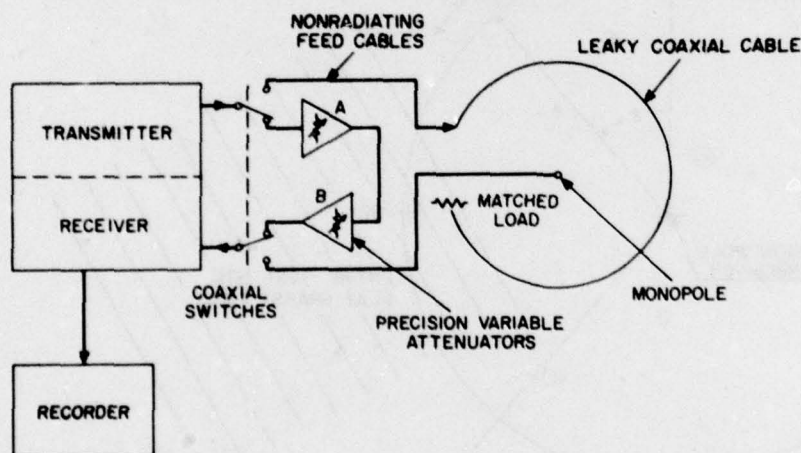 NONRADIATING
FEED CABLES
LEAKY COAXIAL CABLE
A
TRANSMITTER
B
MATCHED
LOAD
RECEIVER
MONOPOLE
COAXIAL
SWITCHES
PRECISION VARIABLE
ATTENUATORS
RECORDER